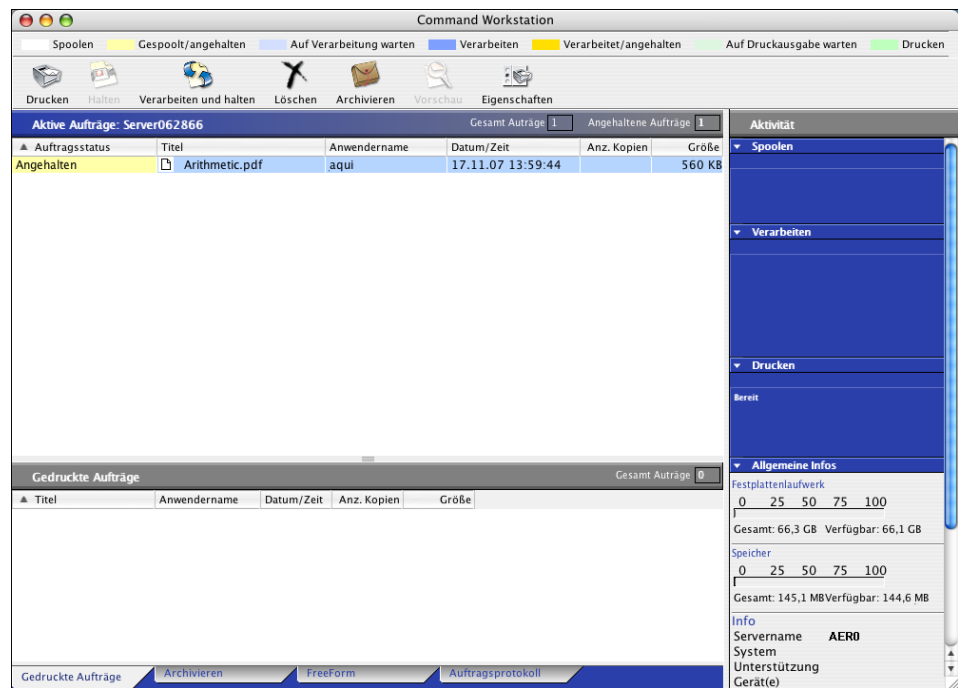 Command Workstation
Spoolen Gespoolt/angehalten Auf Verarbeitung warten Verarbeiten Verarbeitet/angehalten Auf Druckausgabe warten Drucken
Drucken Halten Verarbeiten und halten Löschen Archivieren Vorschau Eigenschaften
Aktive Aufträge: Server062866 Gesamt Auträge 1 Angehaltene Aufträge 1
Auftragsstatus Titel Anwendername Datum/Zeit Anz. Kopien Größe
Angehalten Arithmetic.pdf aqui 17.11.07 13:59:44 560 KB
Gedruckte Aufträge Gesamt Auträge 0
Titel Anwendername Datum/Zeit Anz. Kopien Größe
Gedruckte Aufträge Archivieren FreeForm Auftragsprotokoll
Aktivität
Spoolen
Verarbeiten
Drucken
Bereit
Allgemeine Infos
Festplattenlaufwerk
0 25 50 75 100
Gesamt: 66,3 GB Verfügbar: 66,1 GB
Speicher
0 25 50 75 100
Gesamt: 145,1 MBVerfügbar: 144,6 MB
Info
Servername AERO
System
Unterstützung
Gerät(e)